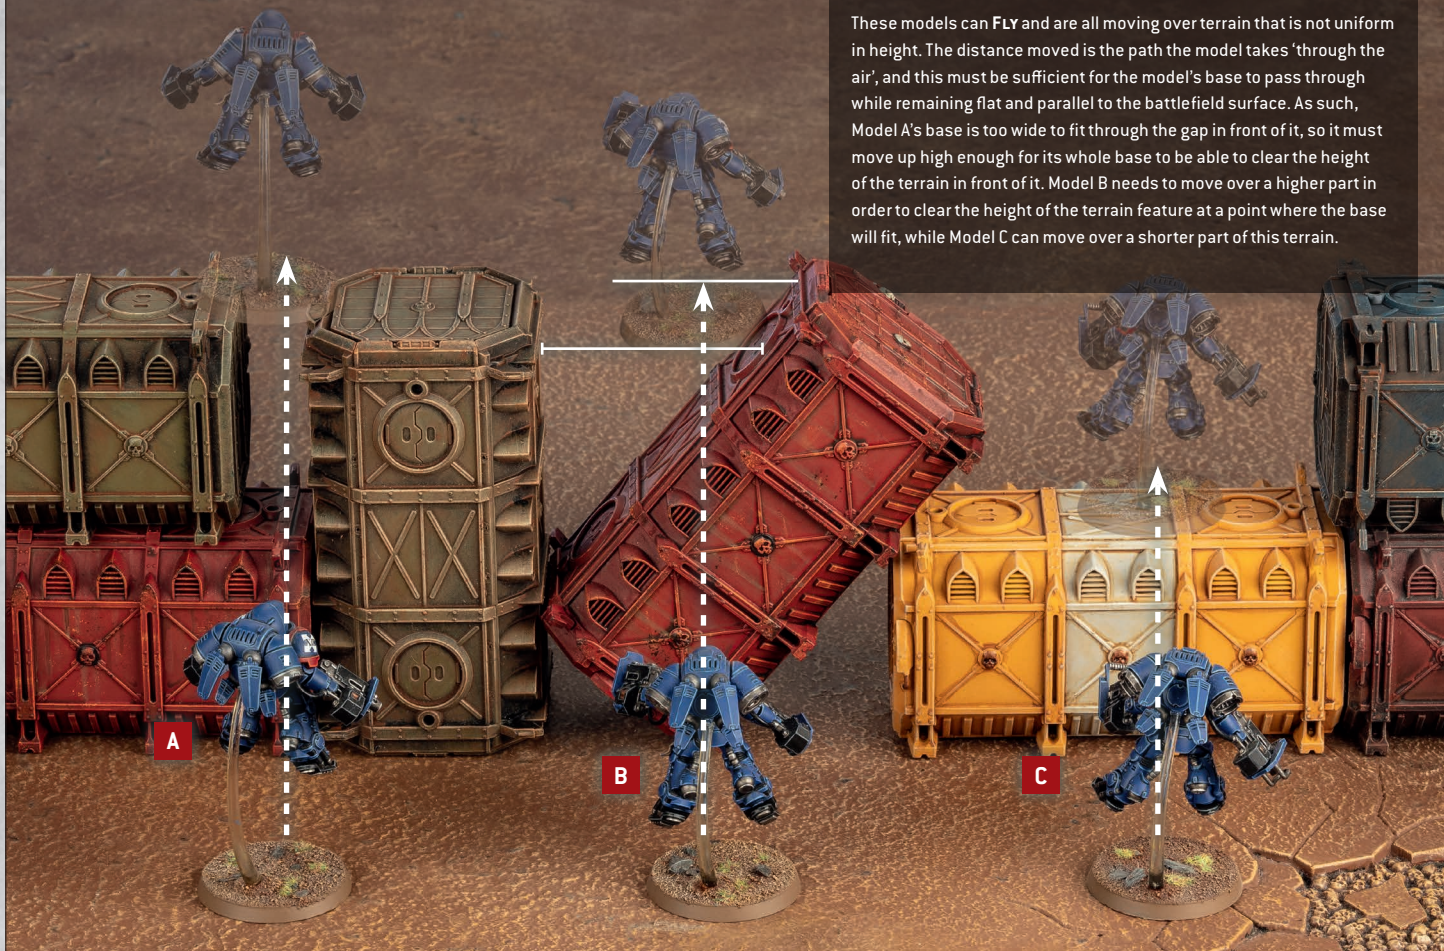 These models can FLY and are all moving over terrain that is not uniform
in height. The distance moved is the path the model takes ‘through the
air’, and this must be sufficient for the model’s base to pass through
while remaining flat and parallel to the battlefield surface. As such,
Model A’s base is too wide to fit through the gap in front of it, so it must
move up high enough for its whole base to be able to clear the height
of the terrain in front of it. Model B needs to move over a higher part in
order to clear the height of the terrain feature at a point where the base
will fit, while Model C can move over a shorter part of this terrain.
A
B
C